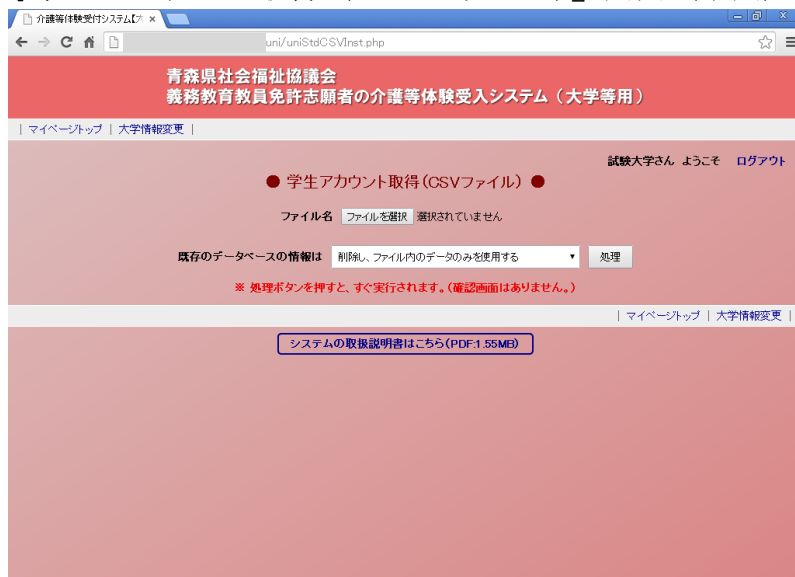 介護等体験受付システム【大
uni/uniStdCSVInst.php
青森県社会福祉協議会
義務教育教員免許志願者の介護等体験受入システム（大学等用）
| マイページトップ | 大学情報変更 |
試験大学さん ようこそ ログアウト
● 学生アカウント取得(CSVファイル) ●
ファイル名 ファイルを選択 選択されていません
既存のデータベースの情報は 削除し、ファイル内のデータのみを使用する 処理
※ 処理ボタンを押すと、すぐ実行されます。(確認画面はありません。)
| マイページトップ | 大学情報変更 |
システムの取扱説明書はこちら(PDF:1.55MB)